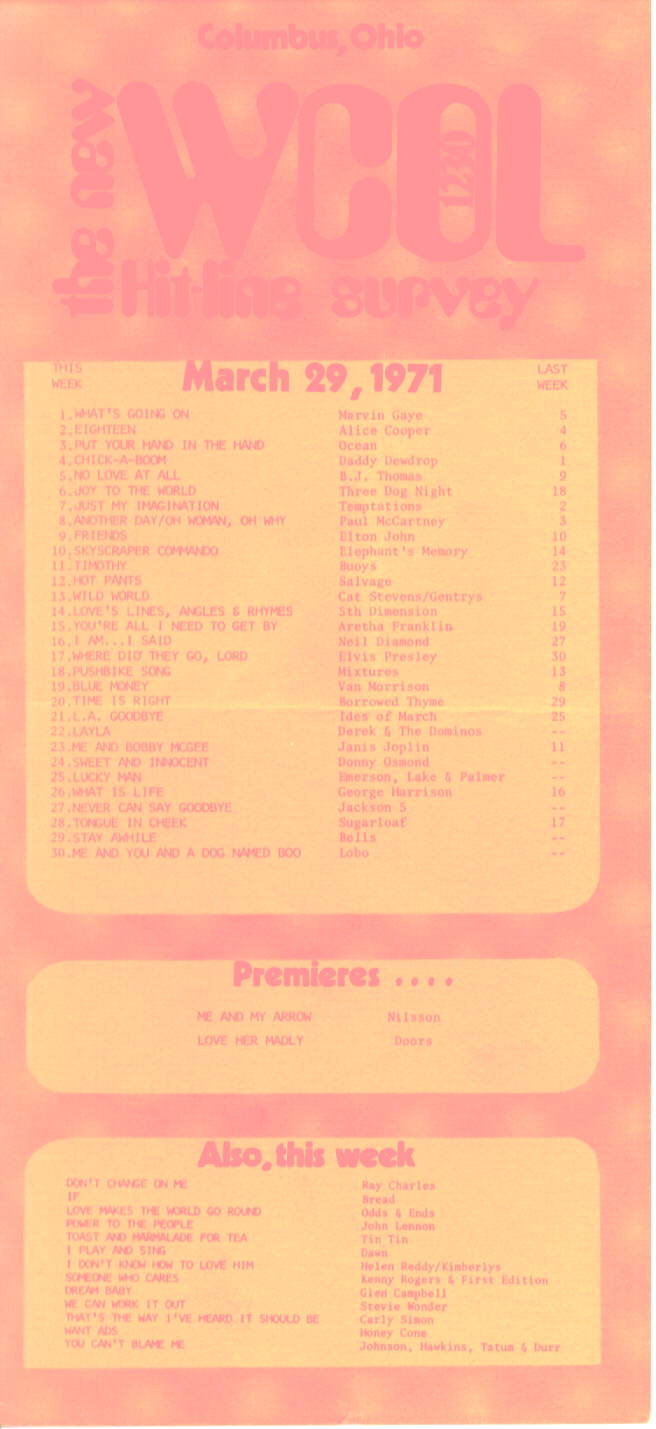 Columbus, Ohio
the new
WCOL
1230
Hit-line survey
THIS WEEK
March 29, 1971
LAST WEEK
1. WHAT'S GOING ON Marvin Gaye 5
2. EIGHTEEN Alice Cooper 4
3. PUT YOUR HAND IN THE HAND Ocean 6
4. CHICK-A-BOOM Daddy Dewdrop 1
5. NO LOVE AT ALL B.J. Thomas 9
6. JOY TO THE WORLD Three Dog Night 18
7. JUST MY IMAGINATION Temptations 2
8. ANOTHER DAY/OH WOMAN, OH WHY Paul McCartney 3
9. FRIENDS Elton John 10
10. SKYSCRAPER COMMANDO Elephant's Memory 14
11. TIMOTHY Buoys 23
12. HOT PANTS Salvage 12
13. WILD WORLD Cat Stevens/Gentrys 7
14. LOVE'S LINES, ANGLES & RHYMES 5th Dimension 15
15. YOU'RE ALL I NEED TO GET BY Aretha Franklin 19
16. I AM...I SAID Neil Diamond 27
17. WHERE DID THEY GO, LORD Elvis Presley 30
18. PUSHBIKE SONG Mixtures 13
19. BLUE MONEY Van Morrison 8
20. TIME IS RIGHT Borrowed Thyme 29
21. L.A. GOODBYE Ides of March 25
22. LAYLA Derek & The Dominos --
23. ME AND BOBBY MCGEE Janis Joplin 11
24. SWEET AND INNOCENT Donny Osmond --
25. LUCKY MAN Emerson, Lake & Palmer --
26. WHAT IS LIFE George Harrison 16
27. NEVER CAN SAY GOODBYE Jackson 5 --
28. TONGUE IN CHEEK Sugarloaf 17
29. STAY AWHILE Bells --
30. ME AND YOU AND A DOG NAMED BOO Lobo --
Premieres ....
ME AND MY ARROW Nilsson
LOVE HER MADLY Doors
Also, this week
DON'T CHANGE ON ME Ray Charles
IF Bread
LOVE MAKES THE WORLD GO ROUND Odds & Ends
POWER TO THE PEOPLE John Lennon
TOAST AND MARMALADE FOR TEA Tin Tin
I PLAY AND SING Dawn
I DON'T KNOW HOW TO LOVE HIM Helen Reddy/Kimberlys
SOMEONE WHO CARES Kenny Rogers & First Edition
DREAM BABY Glen Campbell
WE CAN WORK IT OUT Stevie Wonder
THAT'S THE WAY I'VE HEARD IT SHOULD BE Carly Simon
WANT ADS Honey Cone
YOU CAN'T BLAME ME Johnson, Hawkins, Tatum & Durr